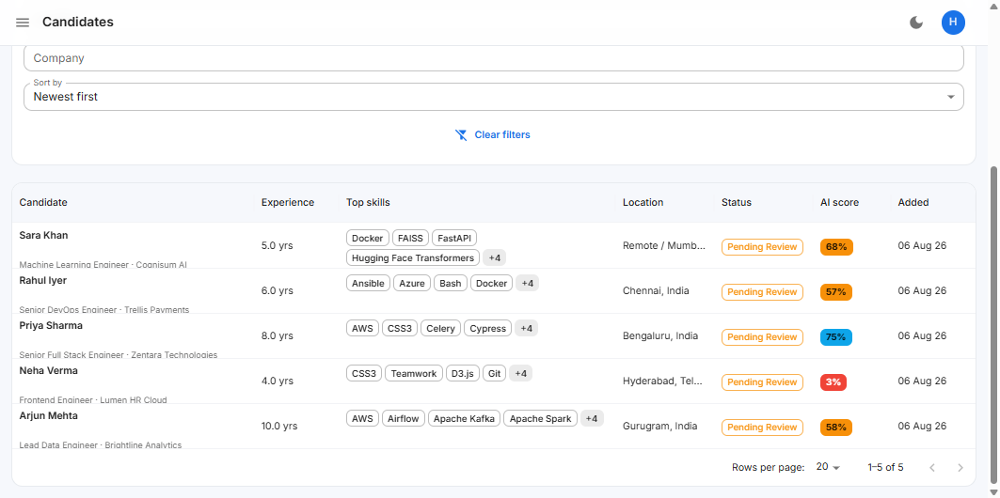 Candidates
H
Company
Sort by
Newest first
Clear filters
Candidate Experience Top skills Location Status AI score Added
Sara Khan
Machine Learning Engineer · Cognisum AI
5.0 yrs
Docker FAISS FastAPI
Hugging Face Transformers +4
Remote / Mumb...
Pending Review
68%
06 Aug 26
Rahul Iyer
Senior DevOps Engineer · Trellis Payments
6.0 yrs
Ansible Azure Bash Docker +4
Chennai, India
Pending Review
57%
06 Aug 26
Priya Sharma
Senior Full Stack Engineer · Zentara Technologies
8.0 yrs
AWS CSS3 Celery Cypress +4
Bengaluru, India
Pending Review
75%
06 Aug 26
Neha Verma
Frontend Engineer · Lumen HR Cloud
4.0 yrs
CSS3 Teamwork D3.js Git +4
Hyderabad, Tel...
Pending Review
3%
06 Aug 26
Arjun Mehta
Lead Data Engineer · Brightline Analytics
10.0 yrs
AWS Airflow Apache Kafka Apache Spark +4
Gurugram, India
Pending Review
58%
06 Aug 26
Rows per page: 20 1–5 of 5